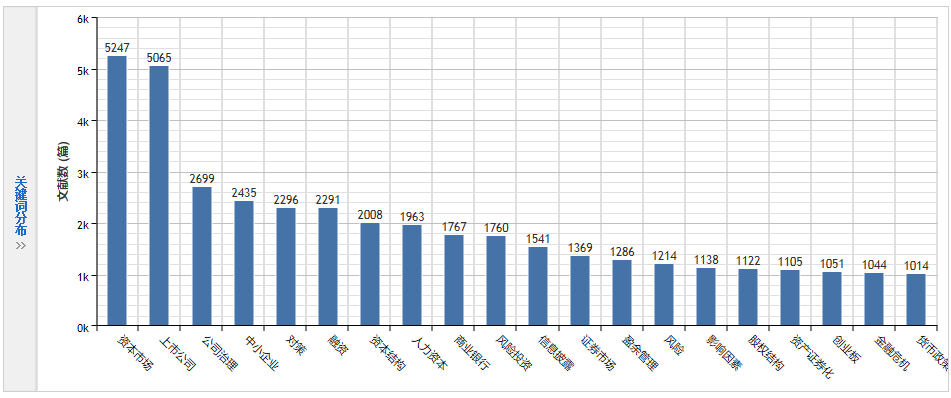 关键词分布
>>
文献数 (篇)
6k
5k
4k
3k
2k
1k
0k
5247
5065
2699
2435
2296
2291
2008
1963
1767
1760
1541
1369
1286
1214
1138
1122
1105
1051
1044
1014
资本市场
上市公司
公司治理
中小企业
对策
融资
资本结构
人力资本
商业银行
风险投资
信息披露
证券市场
盈余管理
风险
影响因素
股权结构
资产证券化
创业板
金融危机
货币政策